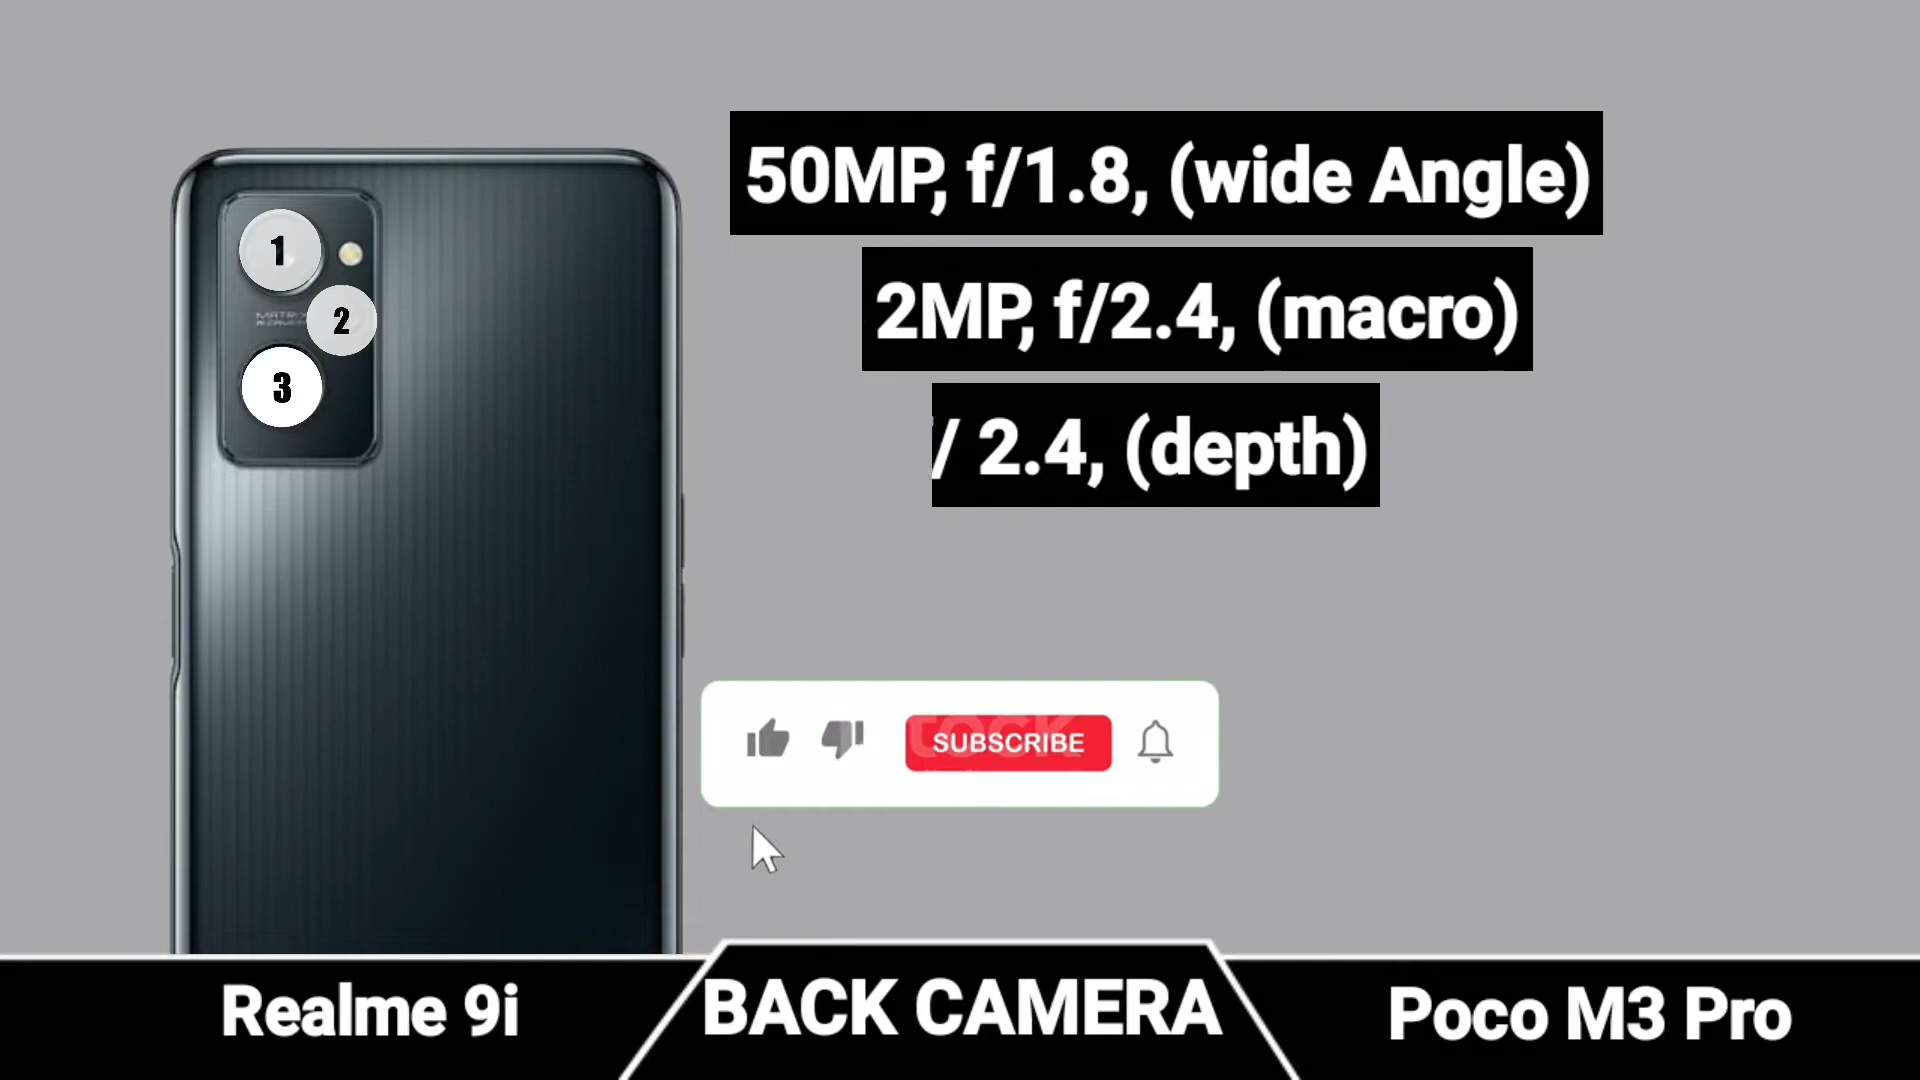 50MP, f/1.8, (wide Angle)
1
2MP, f/2.4, (macro)
MATRIX
2
3
/ 2.4, (depth)
SUBSCRIBE
Realme 9i
BACK CAMERA
Poco M3 Pro